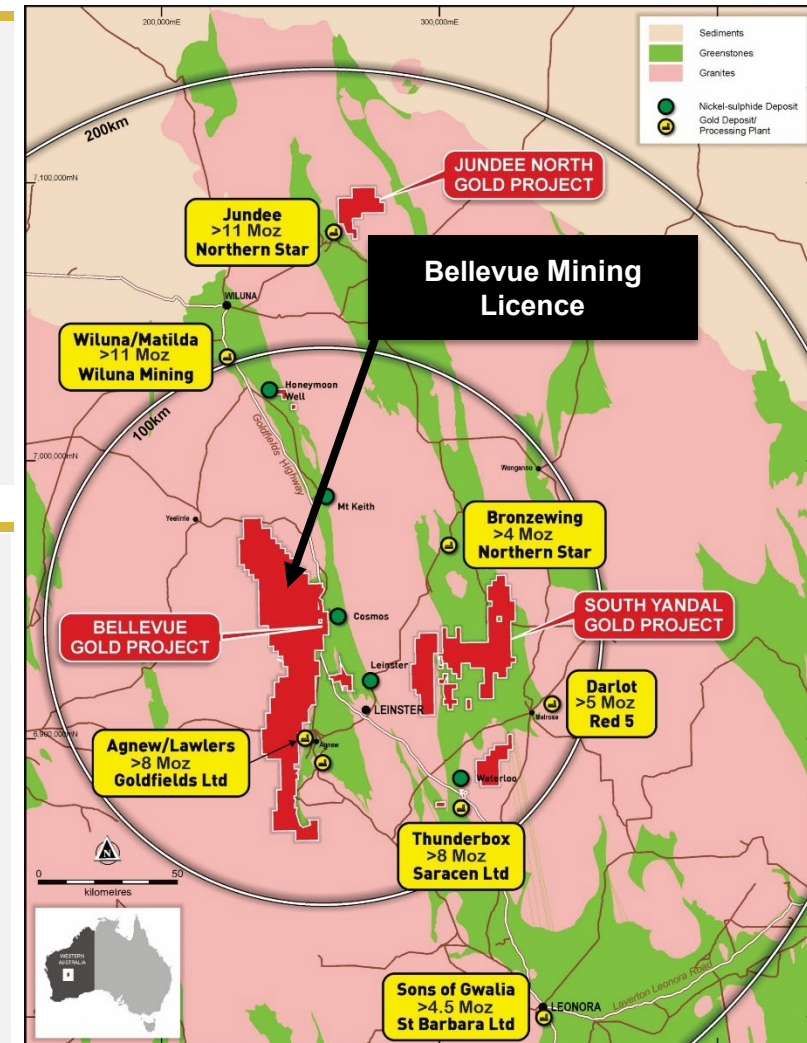 200,000mE
300,000mE
Sediments
Greenstones
Granites
Nickel-sulphide Deposit
Gold Deposit/
Processing Plant
200km
7,100,000mN
JUNDEE NORTH
GOLD PROJECT
Jundee
>11 Moz
Northern Star
Bellevue Mining
Licence
WILUNA
Wiluna/Matilda
>11 Moz
Wiluna Mining
Honeymoon
Well
100km
Goldfields Highway
7,000,000mN
Wonganoo
Mt Keith
Yeelirrie
Bronzewing
>4 Moz
Northern Star
BELLEVUE
GOLD PROJECT
Cosmos
SOUTH YANDAL
GOLD PROJECT
Leinster
LEINSTER
Darlot
>5 Moz
Red 5
Melrose
6,900,000mN
Agnew/Lawlers
>8 Moz
Goldfields Ltd
Agnew
Waterloo
Thunderbox
>8 Moz
Saracen Ltd
N
0
50
kilometres
WESTERN
AUSTRALIA
Sons of Gwalia
>4.5 Moz
St Barbara Ltd
LEONORA
Laverton Leonora Road